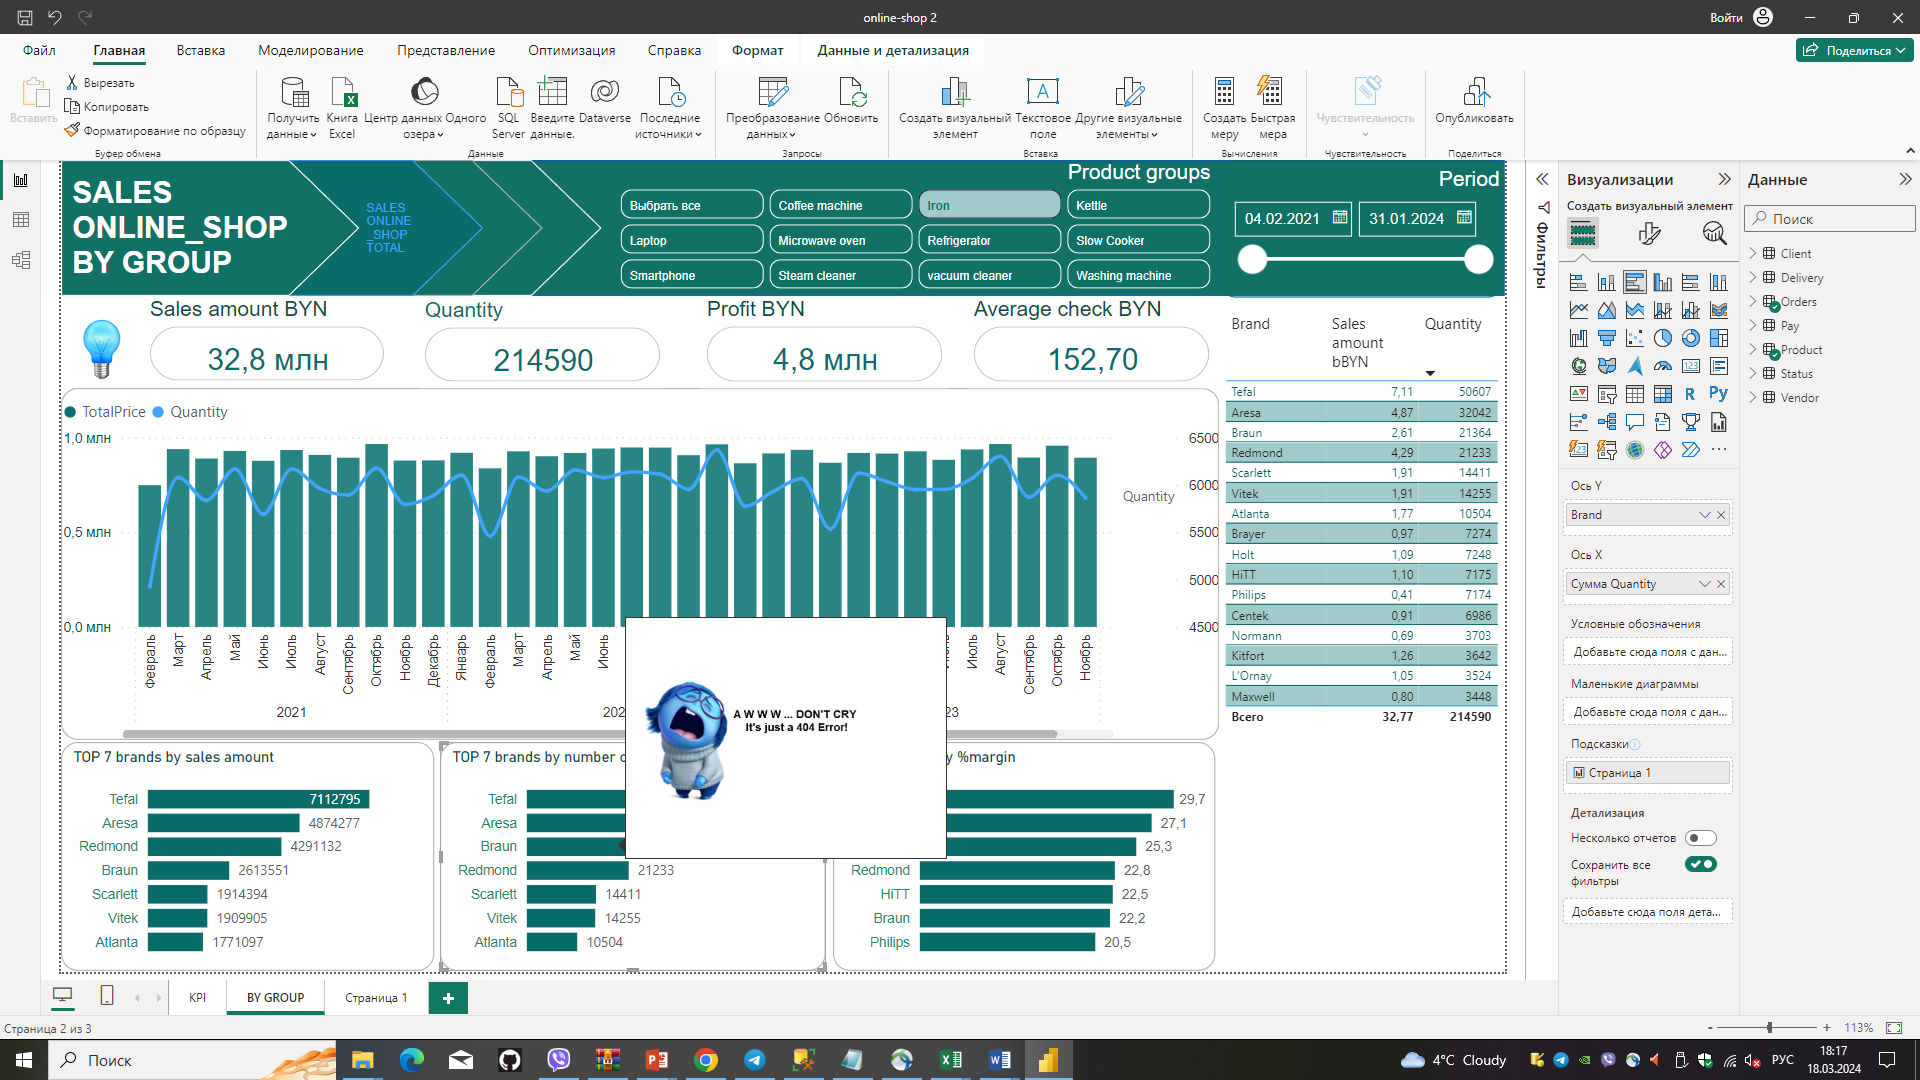 online-shop 2
Войти
Файл
Главная
Вставка
Моделирование
Представление
Оптимизация
Справка
Формат
Данные и детализация
Поделиться
Вставить
Вырезать
Копировать
Форматирование по образцу
Буфер обмена
Получить данные
Книга Excel
Центр данных Одного озера
SQL Server
Введите данные.
Dataverse
Последние источники
Данные
Преобразование данных
Обновить
Запросы
Создать визуальный элемент
Текстовое поле
Другие визуальные элементы
Вставка
Создать меру
Быстрая мера
Вычисления
Чувствительность
Чувствительность
Опубликовать
Поделиться
SALES
ONLINE_SHOP
BY GROUP
SALES
ONLINE
_SHOP
_TOTAL
Product groups
Выбрать все
Coffee machine
Iron
Kettle
Laptop
Microwave oven
Refrigerator
Slow Cooker
Smartphone
Steam cleaner
vacuum cleaner
Washing machine
Period
04.02.2021
31.01.2024
Sales amount BYN
32,8 млн
Quantity
214590
Profit BYN
4,8 млн
Average check BYN
152,70
TotalPrice
Quantity
1,0 млн
0,5 млн
0,0 млн
6500
6000
5500
5000
4500
Quantity
Февраль
Март
Апрель
Май
Июнь
Июль
Август
Сентябрь
Октябрь
Ноябрь
Декабрь
Январь
Февраль
Март
Апрель
Май
Июнь
Июль
Август
Сентябрь
Октябрь
Ноябрь
2021
202
23
A W W W ... DON'T CRY
It's just a 404 Error!
Brand Sales amount bBYN Quantity
Tefal 7,11 50607
Aresa 4,87 32042
Braun 2,61 21364
Redmond 4,29 21233
Scarlett 1,91 14411
Vitek 1,91 14255
Atlanta 1,77 10504
Brayer 0,97 7274
Holt 1,09 7248
HiTT 1,10 7175
Philips 0,41 7174
Centek 0,91 6986
Normann 0,69 3703
Kitfort 1,26 3642
L'Ornay 1,05 3524
Maxwell 0,80 3448
Всего 32,77 214590
TOP 7 brands by sales amount
Tefal 7112795
Aresa 4874277
Redmond 4291132
Braun 2613551
Scarlett 1914394
Vitek 1909905
Atlanta 1771097
TOP 7 brands by number
Tefal
Aresa
Braun
Redmond 21233
Scarlett 14411
Vitek 14255
Atlanta 10504
y %margin
29,7
27,1
25,3
Redmond 22,8
HiTT 22,5
Braun 22,2
Philips 20,5
Фильтры
Визуализации
Создать визуальный элемент
R
Py
Ось Y
Brand
Ось X
Сумма Quantity
Условные обозначения
Добавьте сюда поля с дан...
Маленькие диаграммы
Добавьте сюда поля с дан...
Подсказки
Страница 1
Детализация
Несколько отчетов
Сохранить все фильтры
Добавьте сюда поля дета...
Данные
Поиск
Client
Delivery
Orders
Pay
Product
Status
Vendor
KPI
BY GROUP
Страница 1
Страница 2 из 3
113%
Поиск
4°C Cloudy
РУС
18:17
18.03.2024